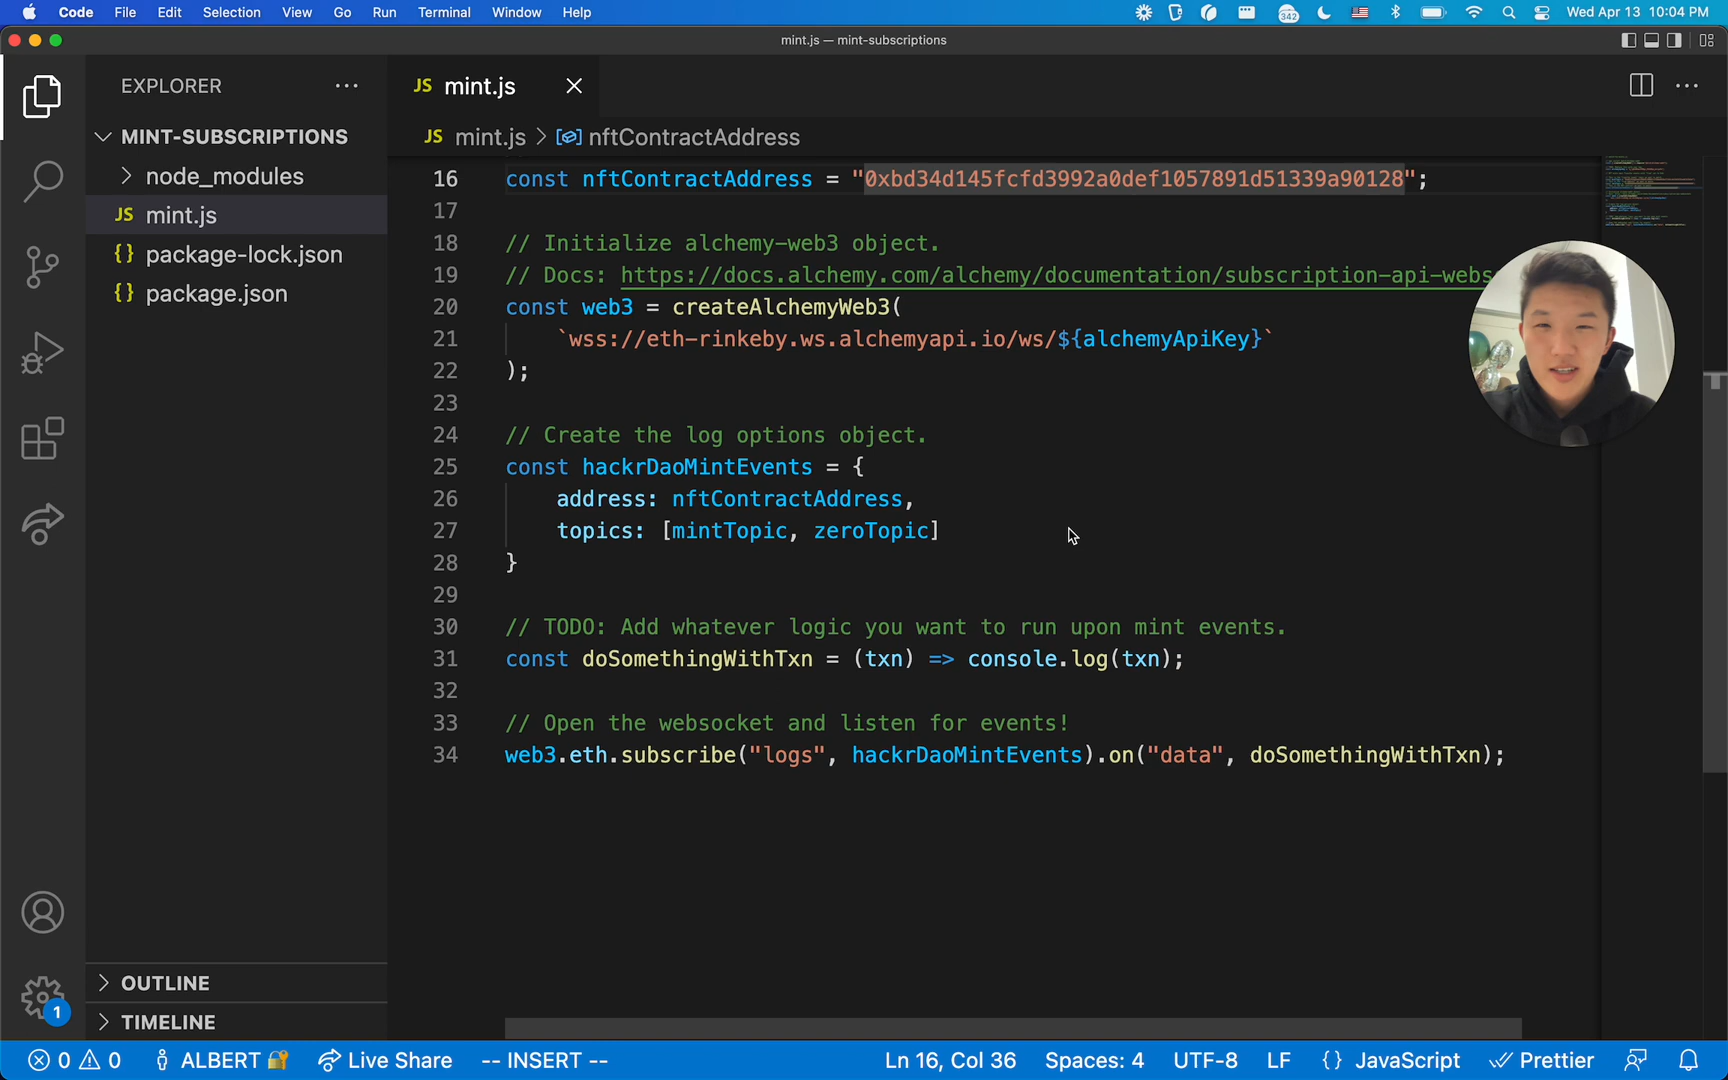 Code File Edit Selection View Go Run Terminal Window Help 342 Wed Apr 13 10:04 PM
mint.js — mint-subscriptions
EXPLORER ···
JS mint.js
MINT-SUBSCRIPTIONS
JS mint.js > nftContractAddress
node_modules
JS mint.js
{} package-lock.json
{} package.json
16 const nftContractAddress = "0xbd34d145fcfd3992a0def1057891d51339a90128";
17
18 // Initialize alchemy-web3 object.
19 // Docs: https://docs.alchemy.com/alchemy/documentation/subscription-api-webs
20 const web3 = createAlchemyWeb3(
21 `wss://eth-rinkeby.ws.alchemyapi.io/ws/${alchemyApiKey}`
22 );
23
24 // Create the log options object.
25 const hackrDaoMintEvents = {
26 address: nftContractAddress,
27 topics: [mintTopic, zeroTopic]
28 }
29
30 // TODO: Add whatever logic you want to run upon mint events.
31 const doSomethingWithTxn = (txn) => console.log(txn);
32
33 // Open the websocket and listen for events!
34 web3.eth.subscribe("logs", hackrDaoMintEvents).on("data", doSomethingWithTxn);
OUTLINE
1
TIMELINE
0 0 ALBERT Live Share -- INSERT -- Ln 16, Col 36 Spaces: 4 UTF-8 LF {} JavaScript Prettier